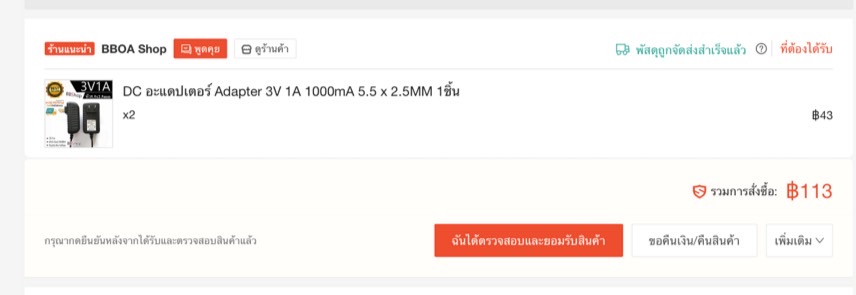 ร้านแนะนำ BBOA Shop พูดคุย ดูร้านค้า พัสดุถูกจัดส่งสำเร็จแล้ว ที่ต้องได้รับ
3V1A
DC อะแดปเตอร์ Adapter 3V 1A 1000mA 5.5 x 2.5MM 1ชิ้น
x2
฿43
รวมการสั่งซื้อ: ฿113
กรุณากดยืนยันหลังจากได้รับและตรวจสอบสินค้าแล้ว
ฉันได้ตรวจสอบและยอมรับสินค้า ขอคืนเงิน/คืนสินค้า เพิ่มเติม